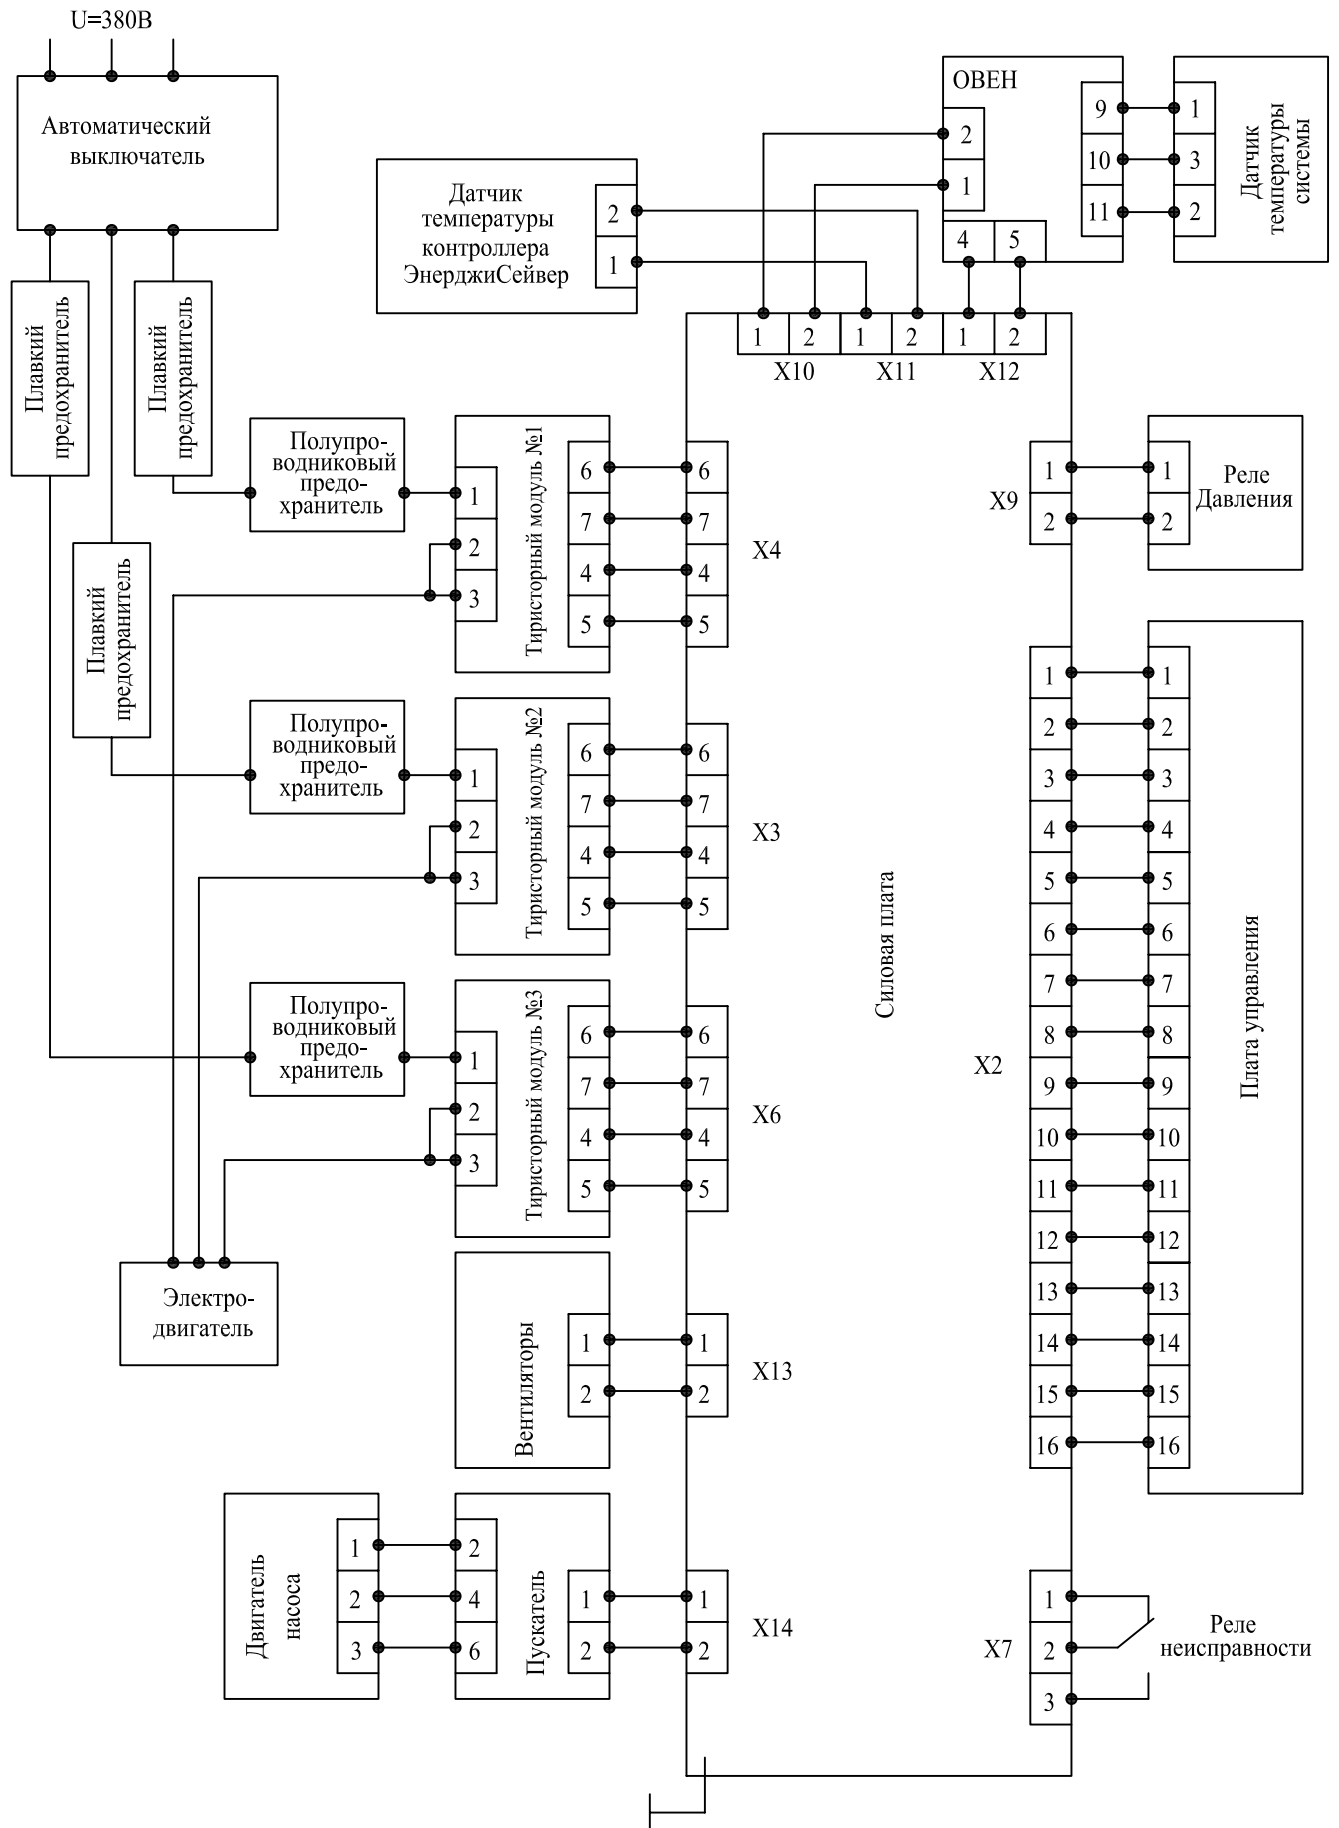 U=380В
Автоматический
выключатель
Плавкий
предохранитель
Плавкий
предохранитель
Плавкий
предохранитель
Датчик
температуры
контроллера
ЭнерджиСейвер
2
1
ОВЕН
2
1
4
5
9
10
11
1
3
2
Датчик
температуры
системы
1
2
1
2
1
2
X10
X11
X12
Полупро-
водниковый
предо-
хранитель
1
2
3
Тиристорный модуль №1
6
7
4
5
6
7
4
5
X4
Полупро-
водниковый
предо-
хранитель
1
2
3
Тиристорный модуль №2
6
7
4
5
6
7
4
5
X3
Полупро-
водниковый
предо-
хранитель
1
2
3
Тиристорный модуль №3
6
7
4
5
6
7
4
5
X6
Электро-
двигатель
Вентиляторы
1
2
1
2
X13
Двигатель
насоса
1
2
3
2
4
6
Пускатель
1
2
1
2
X14
Силовая плата
X9
1
2
1
2
Реле
Давления
X2
1
2
3
4
5
6
7
8
9
10
11
12
13
14
15
16
1
2
3
4
5
6
7
8
9
10
11
12
13
14
15
16
Плата управления
X7
1
2
3
Реле
неисправности